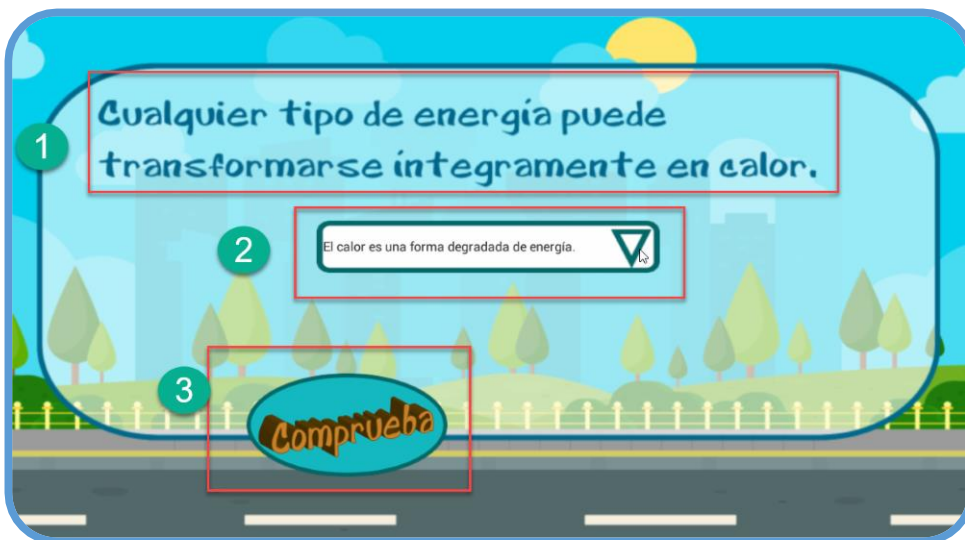 Cualquier tipo de energía puede
1
transformarse íntegramente en calor.
2
El calor es una forma degradada de energía.
3
Comprueba